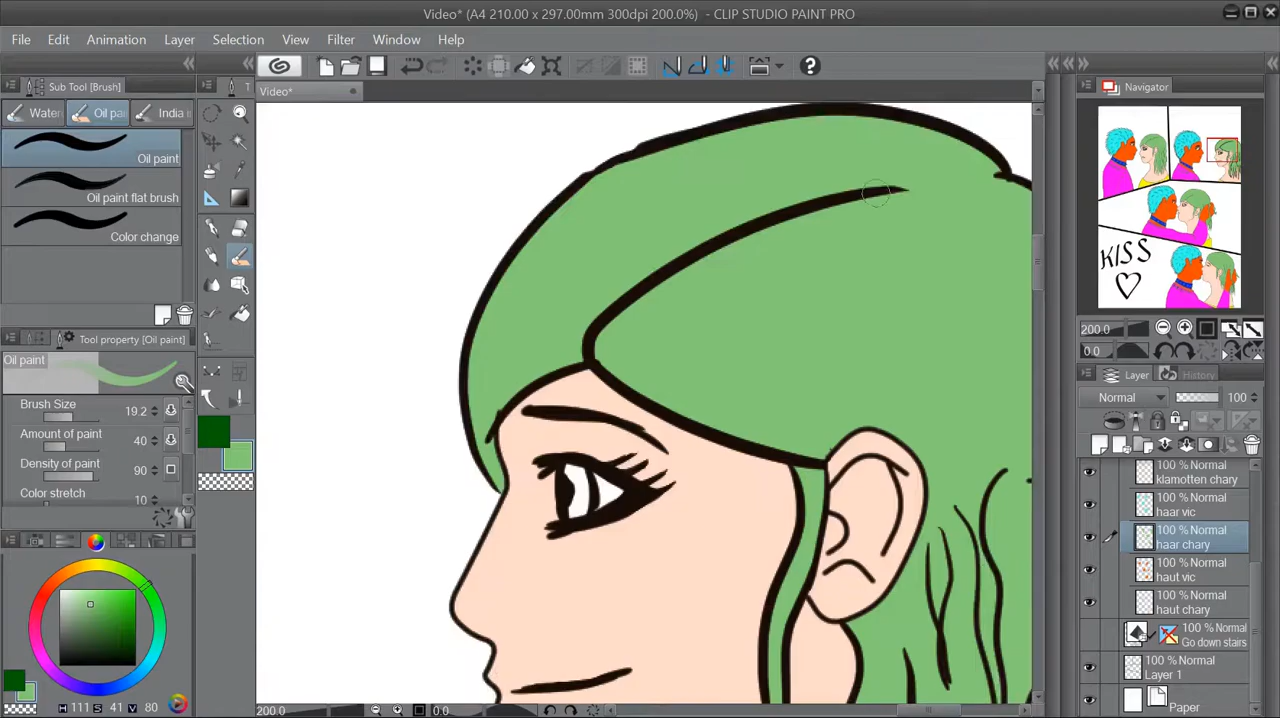 Video* (A4 210.00 x 297.00mm 300dpi 200.0%) - CLIP STUDIO PAINT PRO
File Edit Animation Layer Selection View Filter Window Help
Sub Tool [Brush]
T
Video*
Navigator
Water
Oil pa
India
Oil paint
Oil paint flat brush
Color change
KISS
Tool property [Oil paint]
Oil paint
Brush Size 19.2
Amount of paint 40
Density of paint 90
Color stretch 10
200.0
0.0
Layer
History
Normal 100
100 % Normal
klamotten chary
100 % Normal
haar vic
100 % Normal
haar chary
100 % Normal
haut vic
100 % Normal
haut chary
100 % Normal
Go down stairs
100 % Normal
Layer 1
Paper
H 111 S 41 V 80
200.0
0.0